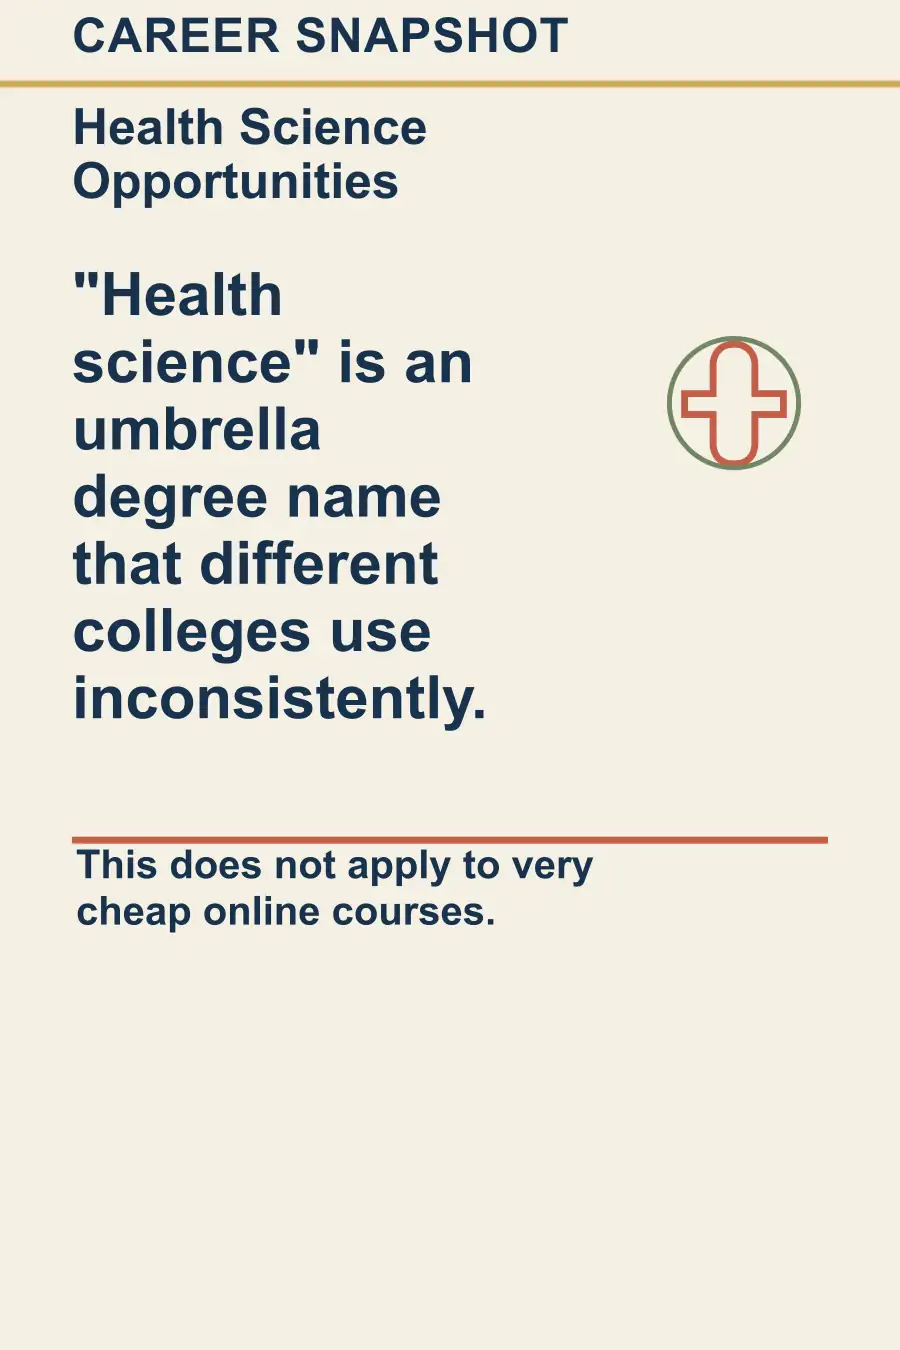 CAREER SNAPSHOT
Health Science
Opportunities
"Health
science" is an
umbrella
degree name
that different
colleges use
inconsistently.
This does not apply to very
cheap online courses.